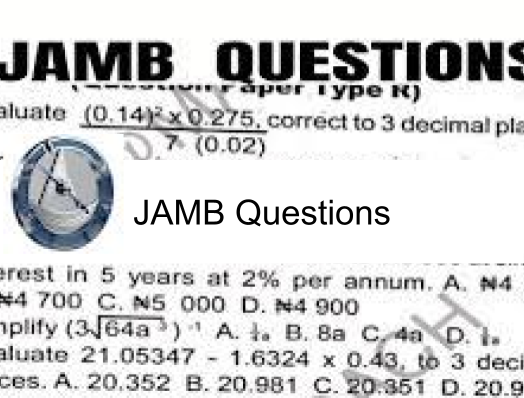 JAMB QUESTIONS
(Question Paper Type R)
aluate (0.14)² x 0.275, correct to 3 decimal pla
7 (0.02)
JAMB Questions
erest in 5 years at 2% per annum. A. ₦4
₦4 700 C. ₦5 000 D. ₦4 900
nplify (3√64a³)⁻¹ A. B. 8a C. 4a D.
aluate 21.05347 - 1.6324 x 0.43, to 3 deci
ces. A. 20.352 B. 20.981 C. 20.351 D. 20.9